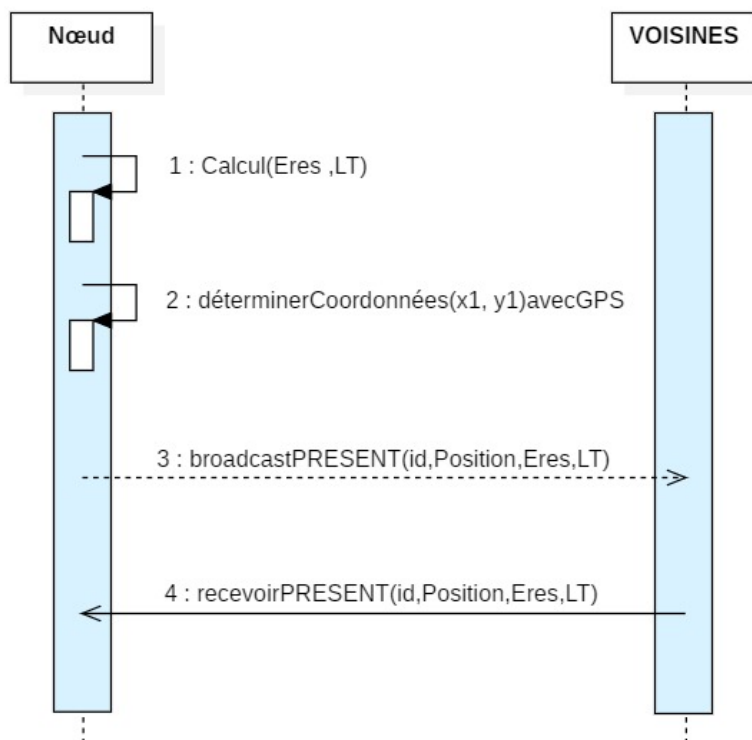 Nœud
VOISINES
1 : Calcul(Eres ,LT)
2 : déterminerCoordonnées(x1, y1)avecGPS
3 : broadcastPRESENT(id,Position,Eres,LT)
4 : recevoirPRESENT(id,Position,Eres,LT)